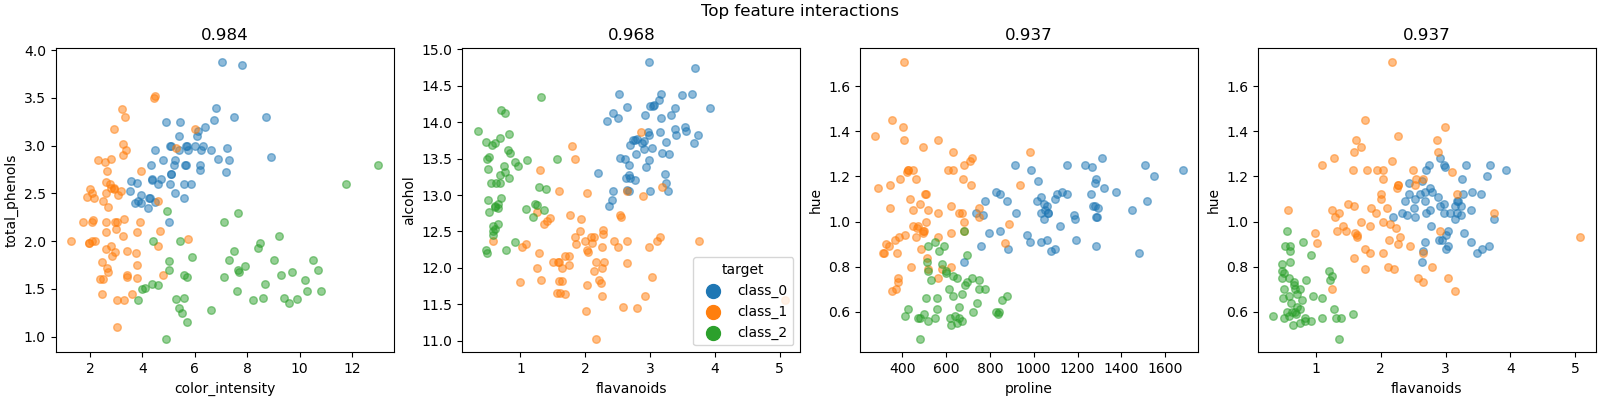 Top feature interactions
0.984
4.0
3.5
3.0
2.5
2.0
1.5
1.0
total_phenols
2 4 6 8 10 12
color_intensity
0.968
15.0
14.5
14.0
13.5
13.0
12.5
12.0
11.5
11.0
alcohol
1 2 3 4 5
flavanoids
target
class_0
class_1
class_2
0.937
1.6
1.4
1.2
1.0
0.8
0.6
hue
400 600 800 1000 1200 1400 1600
proline
0.937
1.6
1.4
1.2
1.0
0.8
0.6
hue
1 2 3 4 5
flavanoids